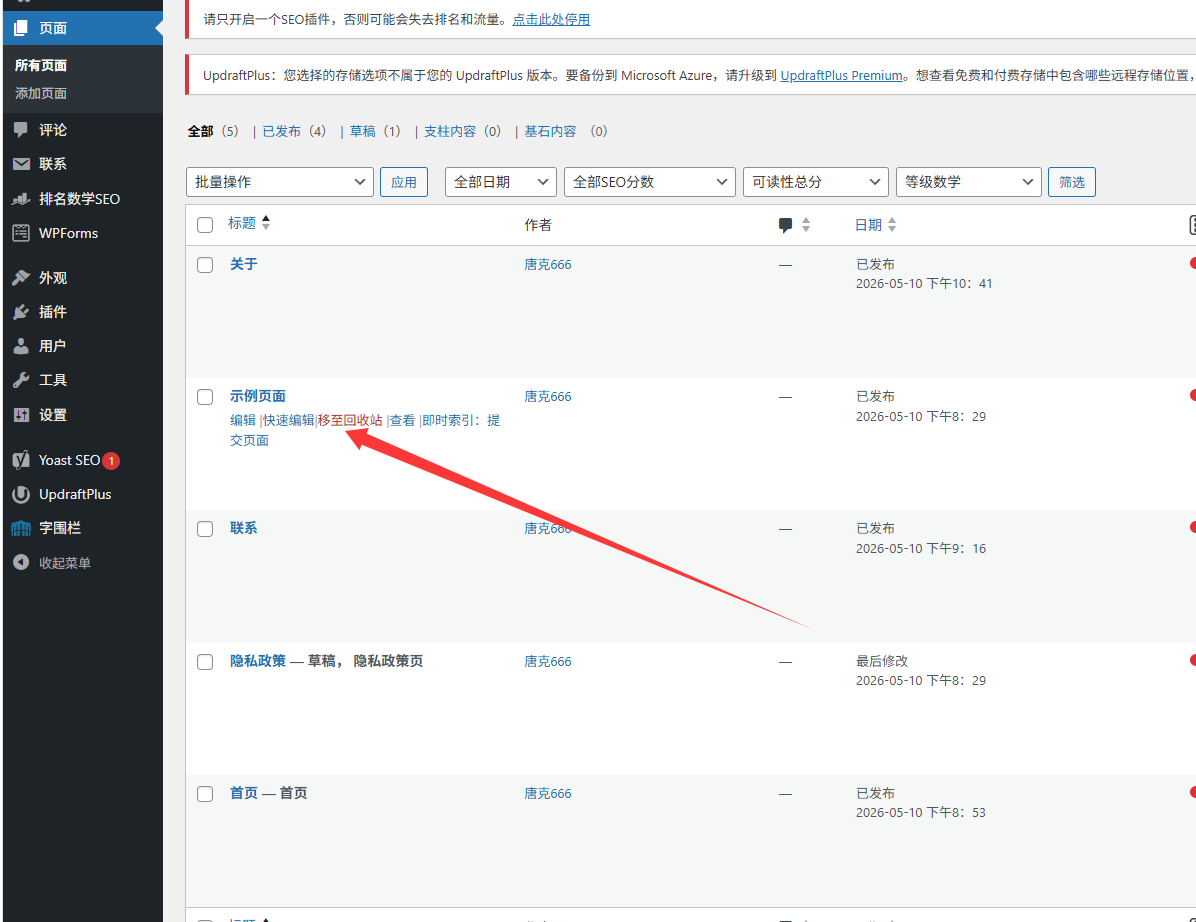 页面
所有页面
添加页面
评论
联系
排名数学SEO
WPForms
外观
插件
用户
工具
设置
Yoast SEO 1
UpdraftPlus
字围栏
收起菜单
请只开启一个SEO插件，否则可能会失去排名和流量。点击此处停用
UpdraftPlus：您选择的存储选项不属于您的 UpdraftPlus 版本。要备份到 Microsoft Azure，请升级到 UpdraftPlus Premium。想查看免费和付费存储中包含哪些远程存储位置，
全部（5） | 已发布（4） | 草稿（1） | 支柱内容（0） | 基石内容 （0）
批量操作 应用 全部日期 全部SEO分数 可读性总分 等级数学 筛选
标题 作者 日期
关于 唐克666 — 已发布
2026-05-10 下午10：41
示例页面 唐克666 — 已发布
2026-05-10 下午8：29
编辑 |快速编辑|移至回收站 |查看 |即时索引：提
交页面
联系 唐克666 — 已发布
2026-05-10 下午9：16
隐私政策 — 草稿， 隐私政策页 唐克666 — 最后修改
2026-05-10 下午8：29
首页 — 首页 唐克666 — 已发布
2026-05-10 下午8：53